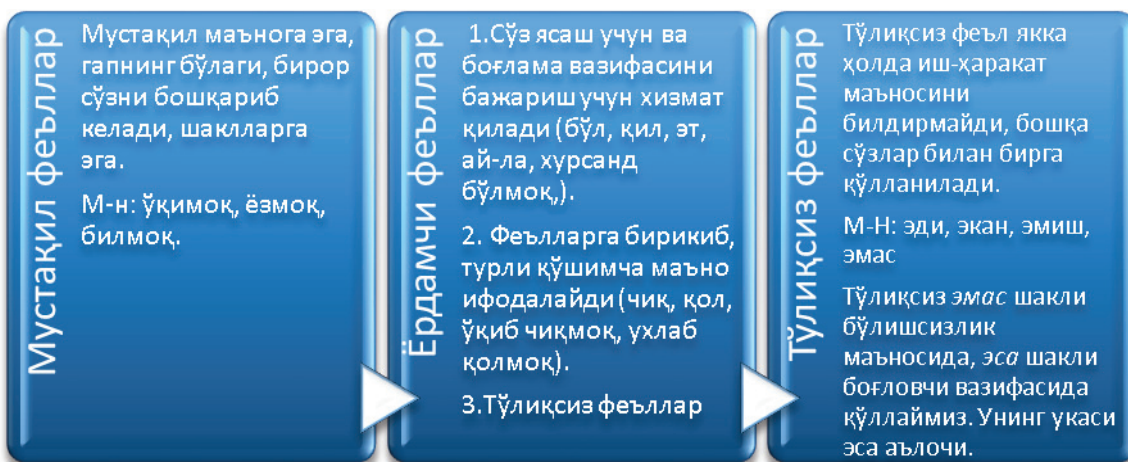 Мустақил феъллар
Мустақил маънога эга,
гапнинг бўлаги, бирор
сўзни бошқариб
келади, шаклларга
эга.
М-н: ўқимоқ, ёзмоқ,
билмоқ.
Ёрдамчи феъллар
1.Сўз ясаш учун ва
боғлама вазифасини
бажариш учун хизмат
қилади (бўл, қил, эт,
ай-ла, хурсанд
бўлмоқ,).
2. Феълларга бирикиб,
турли қўшимча маъно
ифодалайди (чиқ, қол,
ўқиб чиқмоқ, ухлаб
қолмоқ).
3.Тўлиқсиз феъллар
Тўлиқсиз феъллар
Тўлиқсиз феъл якка
ҳолда иш-ҳаракат
маъносини
билдирмайди, бошқа
сўзлар билан бирга
қўлланилади.
М-Н: эди, экан, эмиш,
эмас
Тўлиқсиз эмас шакли
бўлишсизлик
маъносида, эса шакли
боғловчи вазифасида
қўллаймиз. Унинг укаси
эса аълочи.